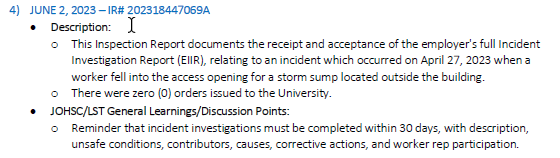 4) JUNE 2, 2023 – IR# 202318447069A
• Description:
o This Inspection Report documents the receipt and acceptance of the employer's full Incident
Investigation Report (EIIR), relating to an incident which occurred on April 27, 2023 when a
worker fell into the access opening for a storm sump located outside the building.
o There were zero (0) orders issued to the University.
• JOHSC/LST General Learnings/Discussion Points:
o Reminder that incident investigations must be completed within 30 days, with description,
unsafe conditions, contributors, causes, corrective actions, and worker rep participation.